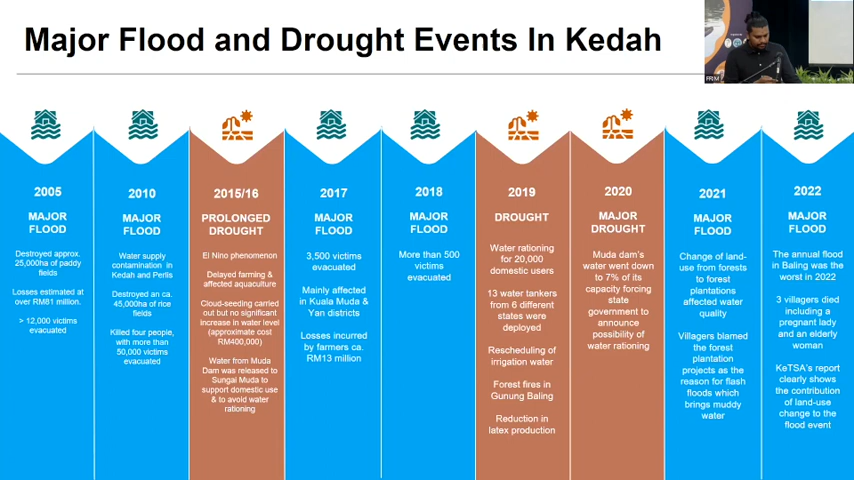 Major Flood and Drought Events In Kedah
FRIM
2005
MAJOR
FLOOD
Destroyed approx.
25,000ha of paddy
fields
Losses estimated at
over RM81 million.
> 12,000 victims
evacuated
2010
MAJOR
FLOOD
Water supply
contamination in
Kedah and Perlis
Destroyed an ca.
45,000ha of rice
fields
Killed four people,
with more than
50,000 victims
evacuated
2015/16
PROLONGED
DROUGHT
El Nino phenomenon
Delayed farming &
affected aquaculture
Cloud-seeding carried
out but no significant
increase in water level
(approximate cost
RM400,000)
Water from Muda
Dam was released to
Sungai Muda to
support domestic use
& to avoid water
rationing
2017
MAJOR
FLOOD
3,500 victims
evacuated
Mainly affected
in Kuala Muda &
Yan districts
Losses incurred
by farmers ca.
RM13 million
2018
MAJOR
FLOOD
More than 500
victims
evacuated
2019
DROUGHT
Water rationing
for 20,000
domestic users
13 water tankers
from 6 different
states were
deployed
Rescheduling of
irrigation water
Forest fires in
Gunung Baling
Reduction in
latex production
2020
MAJOR
DROUGHT
Muda dam's
water went down
to 7% of its
capacity forcing
state
government to
announce
possibility of
water rationing
2021
MAJOR
FLOOD
Change of land-
use from forests
to forest
plantations
affected water
quality
Villagers blamed
the forest
plantation
projects as the
reason for flash
floods which
brings muddy
water
2022
MAJOR
FLOOD
The annual flood
in Baling was the
worst in 2022
3 villagers died
including a
pregnant lady
and an elderly
woman
KeTSA's report
clearly shows
the contribution
of land-use
change to the
flood event